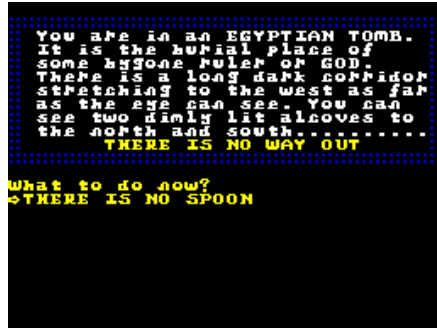 You are in an EGYPTIAN TOMB.
It is the burial place of
some bygone ruler or GOD.
There is a long dark corridor
stretching to the west as far
as the eye can see. You can
see two dimly lit alcoves to
the north and south..........
THERE IS NO WAY OUT
What to do now?
⇨THERE IS NO SPOON